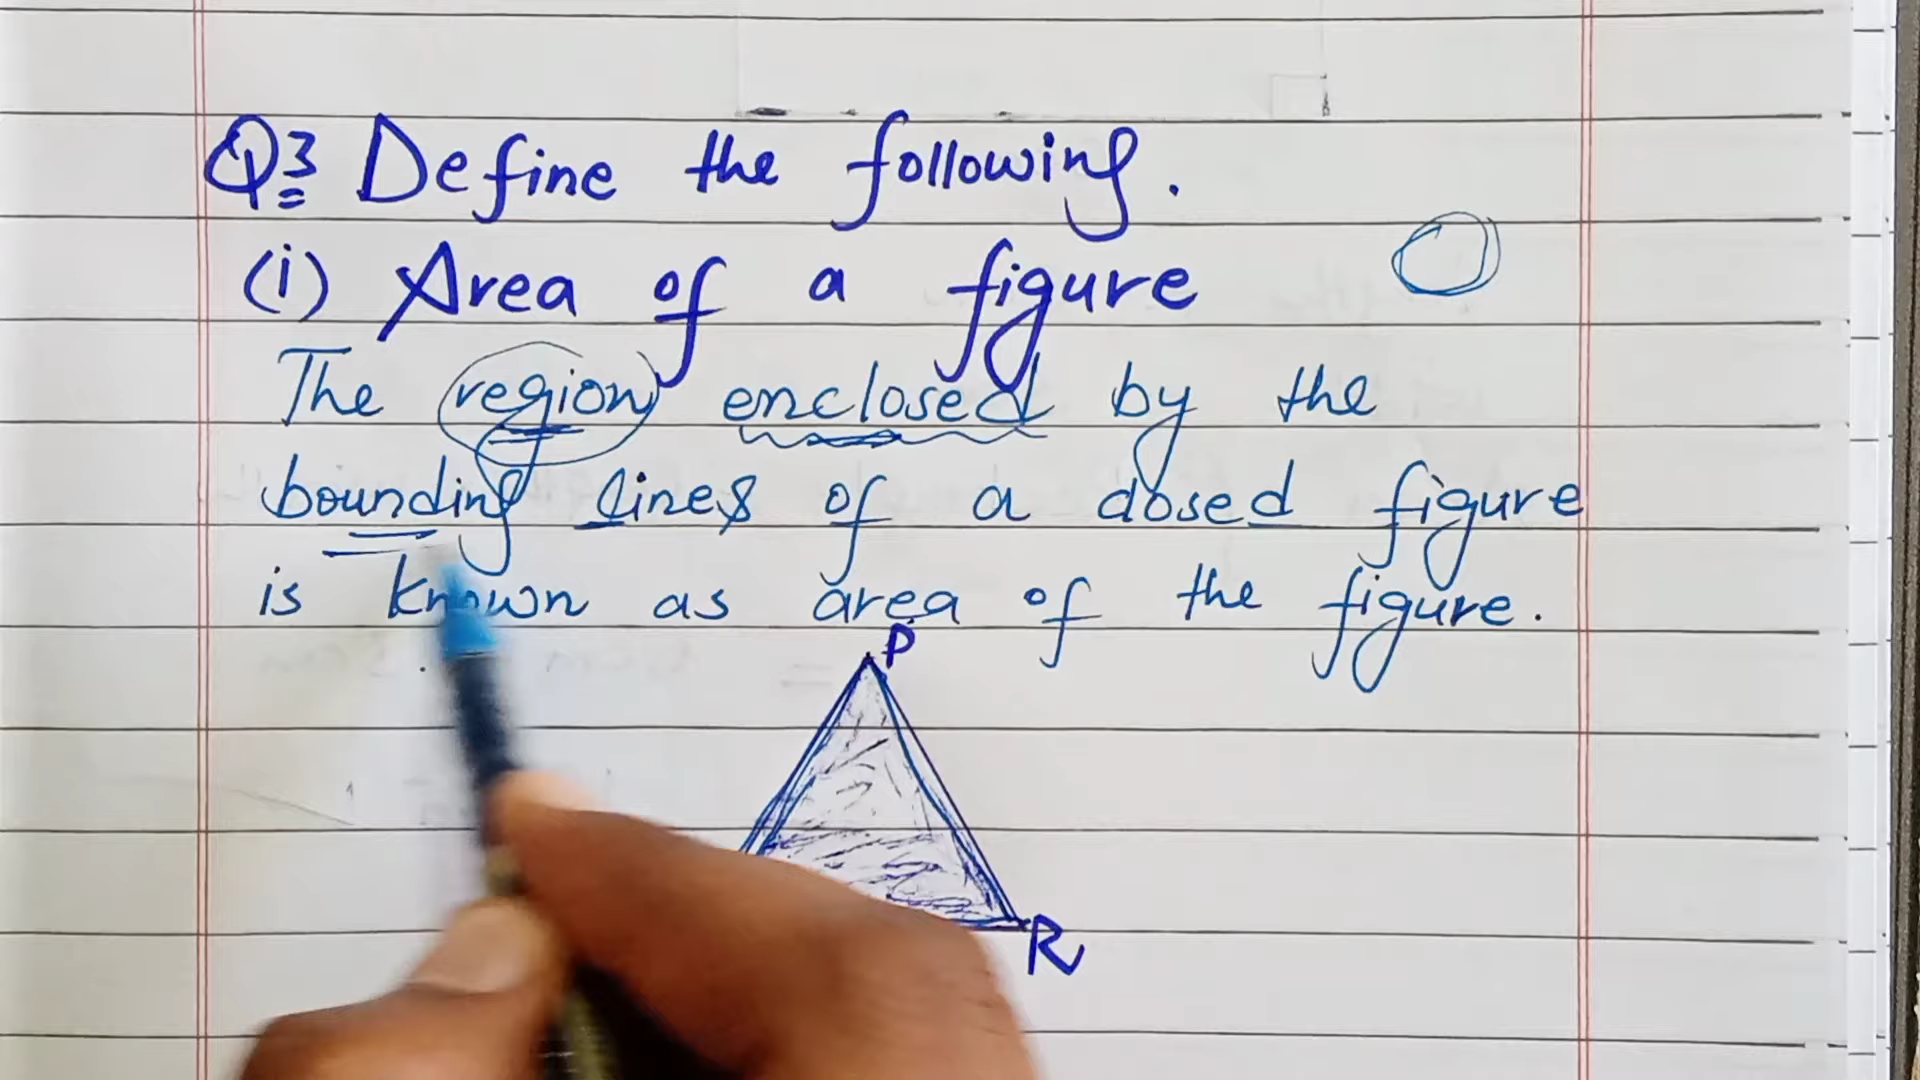 Q3 Define the following.
(i) Area of a figure
The region enclosed by the
bounding lines of a closed figure
is known as area of the figure.
P
R